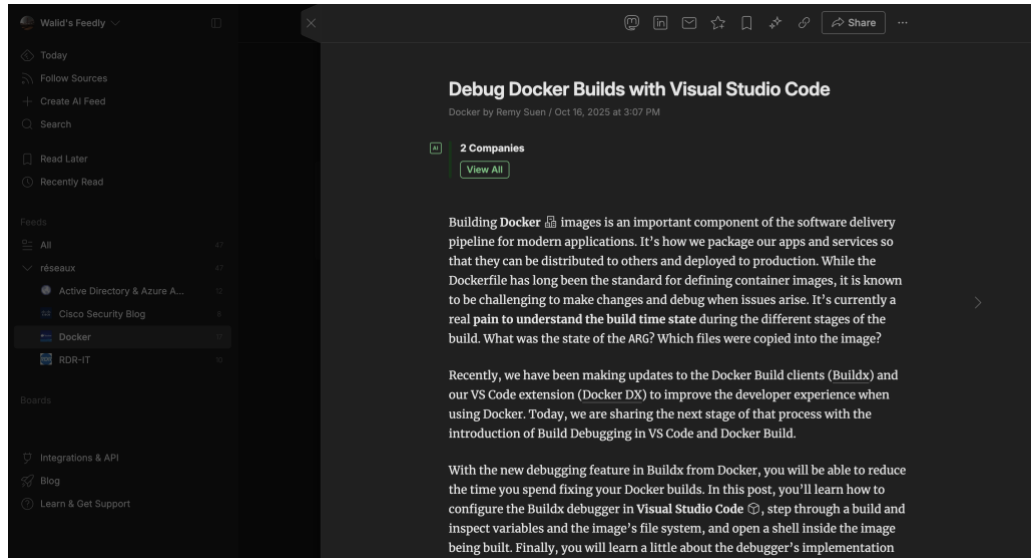 Walid's Feedly
Share
Today
Follow Sources
Create AI Feed
Search
Read Later
Recently Read
Feeds
All 47
réseaux 47
Active Directory & Azure A... 12
Cisco Security Blog 6
Docker
RDR-IT
Boards
Integrations & API
Blog
Learn & Get Support
Debug Docker Builds with Visual Studio Code
Docker by Remy Suen / Oct 16, 2025 at 3:07 PM
AI 2 Companies
View All
Building Docker images is an important component of the software delivery
pipeline for modern applications. It's how we package our apps and services so
that they can be distributed to others and deployed to production. While the
Dockerfile has long been the standard for defining container images, it is known
to be challenging to make changes and debug when issues arise. It's currently a
real pain to understand the build time state during the different stages of the
build. What was the state of the ARG? Which files were copied into the image?
Recently, we have been making updates to the Docker Build clients (Buildx) and
our VS Code extension (Docker DX) to improve the developer experience when
using Docker. Today, we are sharing the next stage of that process with the
introduction of Build Debugging in VS Code and Docker Build.
With the new debugging feature in Buildx from Docker, you will be able to reduce
the time you spend fixing your Docker builds. In this post, you'll learn how to
configure the Buildx debugger in Visual Studio Code, step through a build and
inspect variables and the image's file system, and open a shell inside the image
being built. Finally, you will learn a little about the debugger's implementation